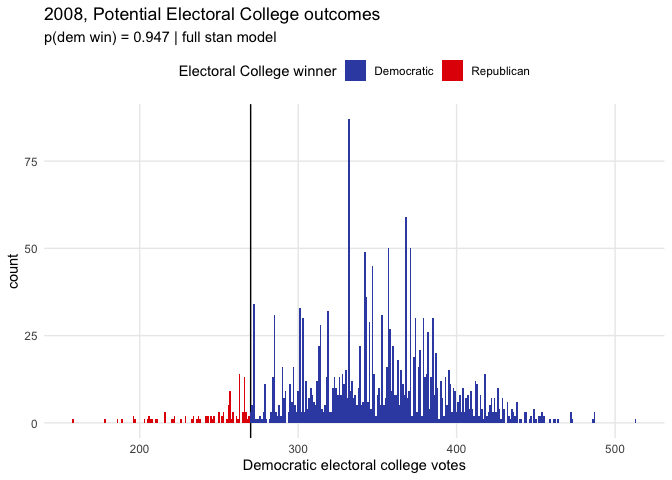 2008, Potential Electoral College outcomes
p(dem win) = 0.947 | full stan model
Electoral College winner Democratic Republican
count
75
50
25
0
200 300 400 500
Democratic electoral college votes